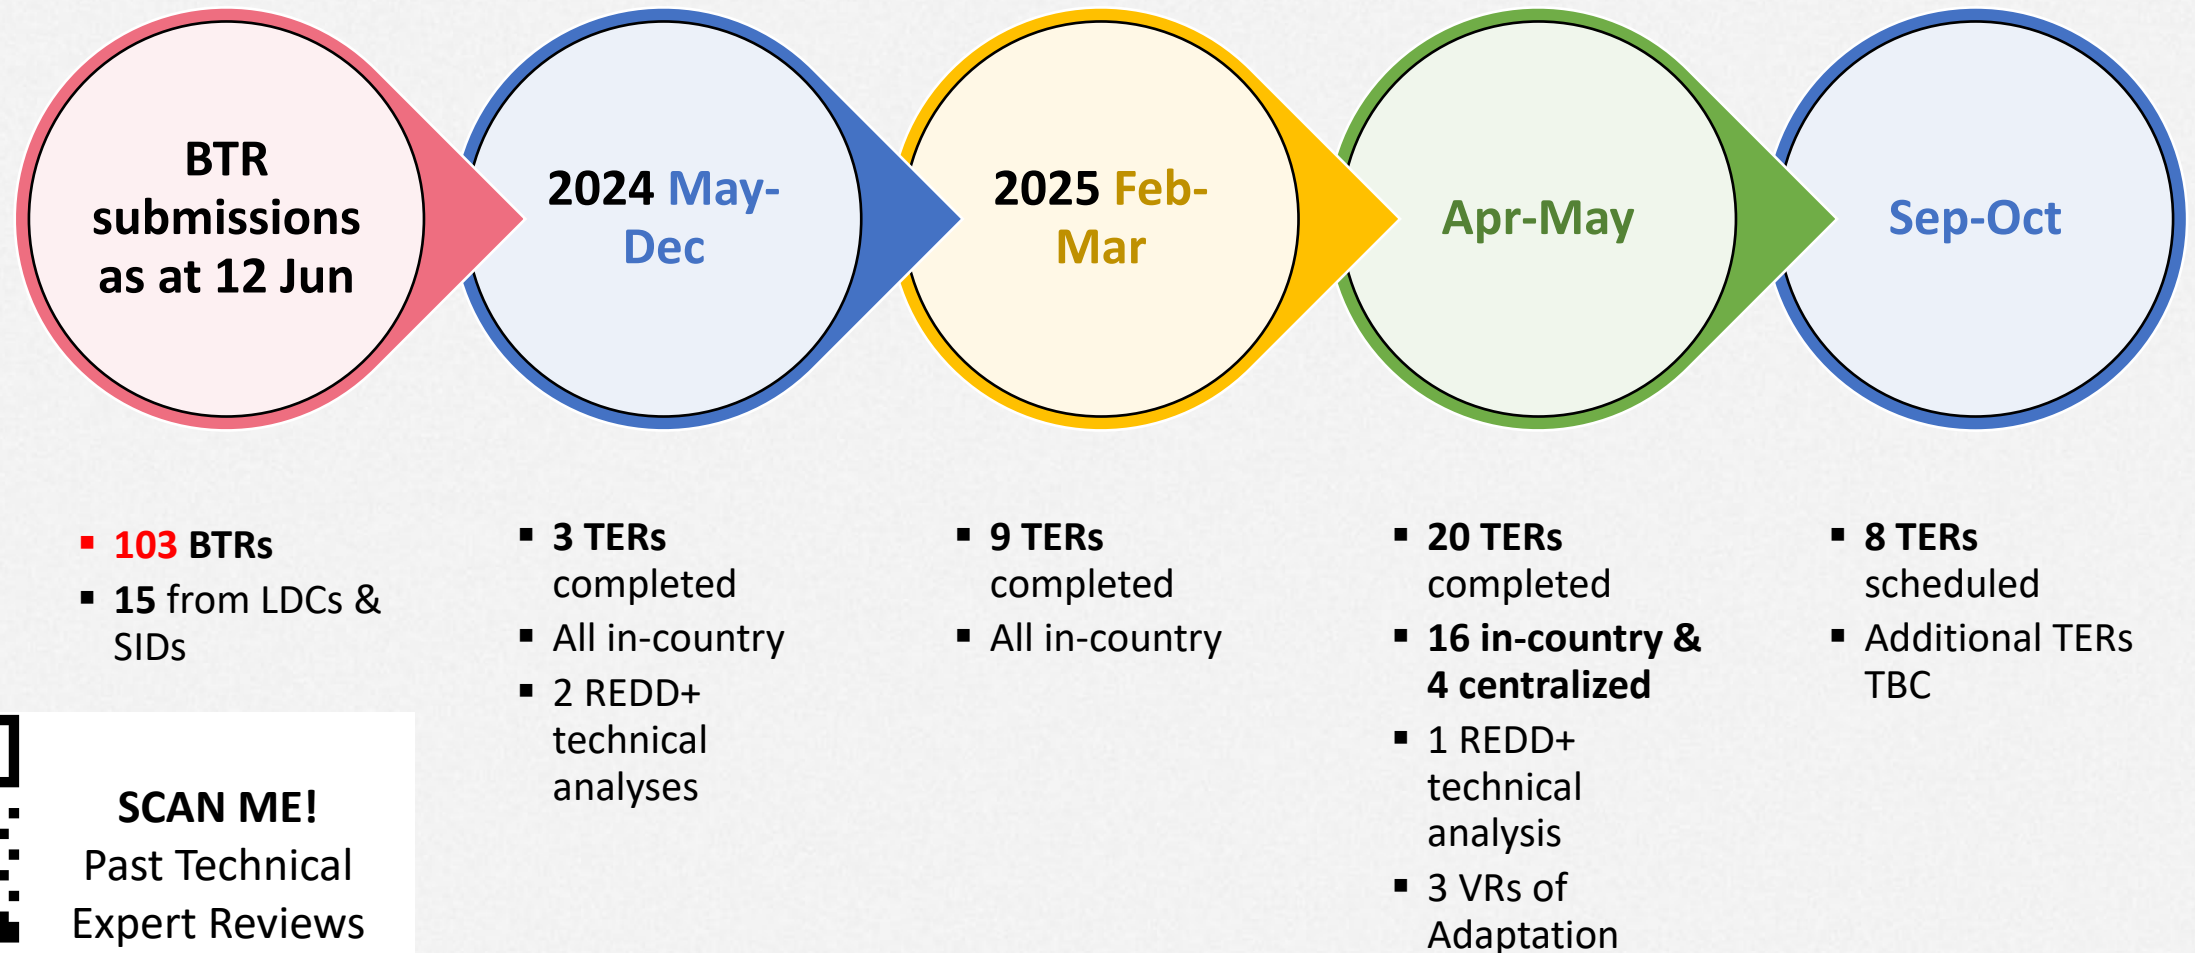 BTR
submissions
as at 12 Jun
2024 May-
Dec
2025 Feb-
Mar
Apr-May
Sep-Oct
▪ 103 BTRs
▪ 15 from LDCs &
SIDs
▪ 3 TERs
completed
▪ All in-country
▪ 2 REDD+
technical
analyses
▪ 9 TERs
completed
▪ All in-country
▪ 20 TERs
completed
▪ 16 in-country &
4 centralized
▪ 1 REDD+
technical
analysis
▪ 3 VRs of
Adaptation
▪ 8 TERs
scheduled
▪ Additional TERs
TBC
SCAN ME!
Past Technical
Expert Reviews